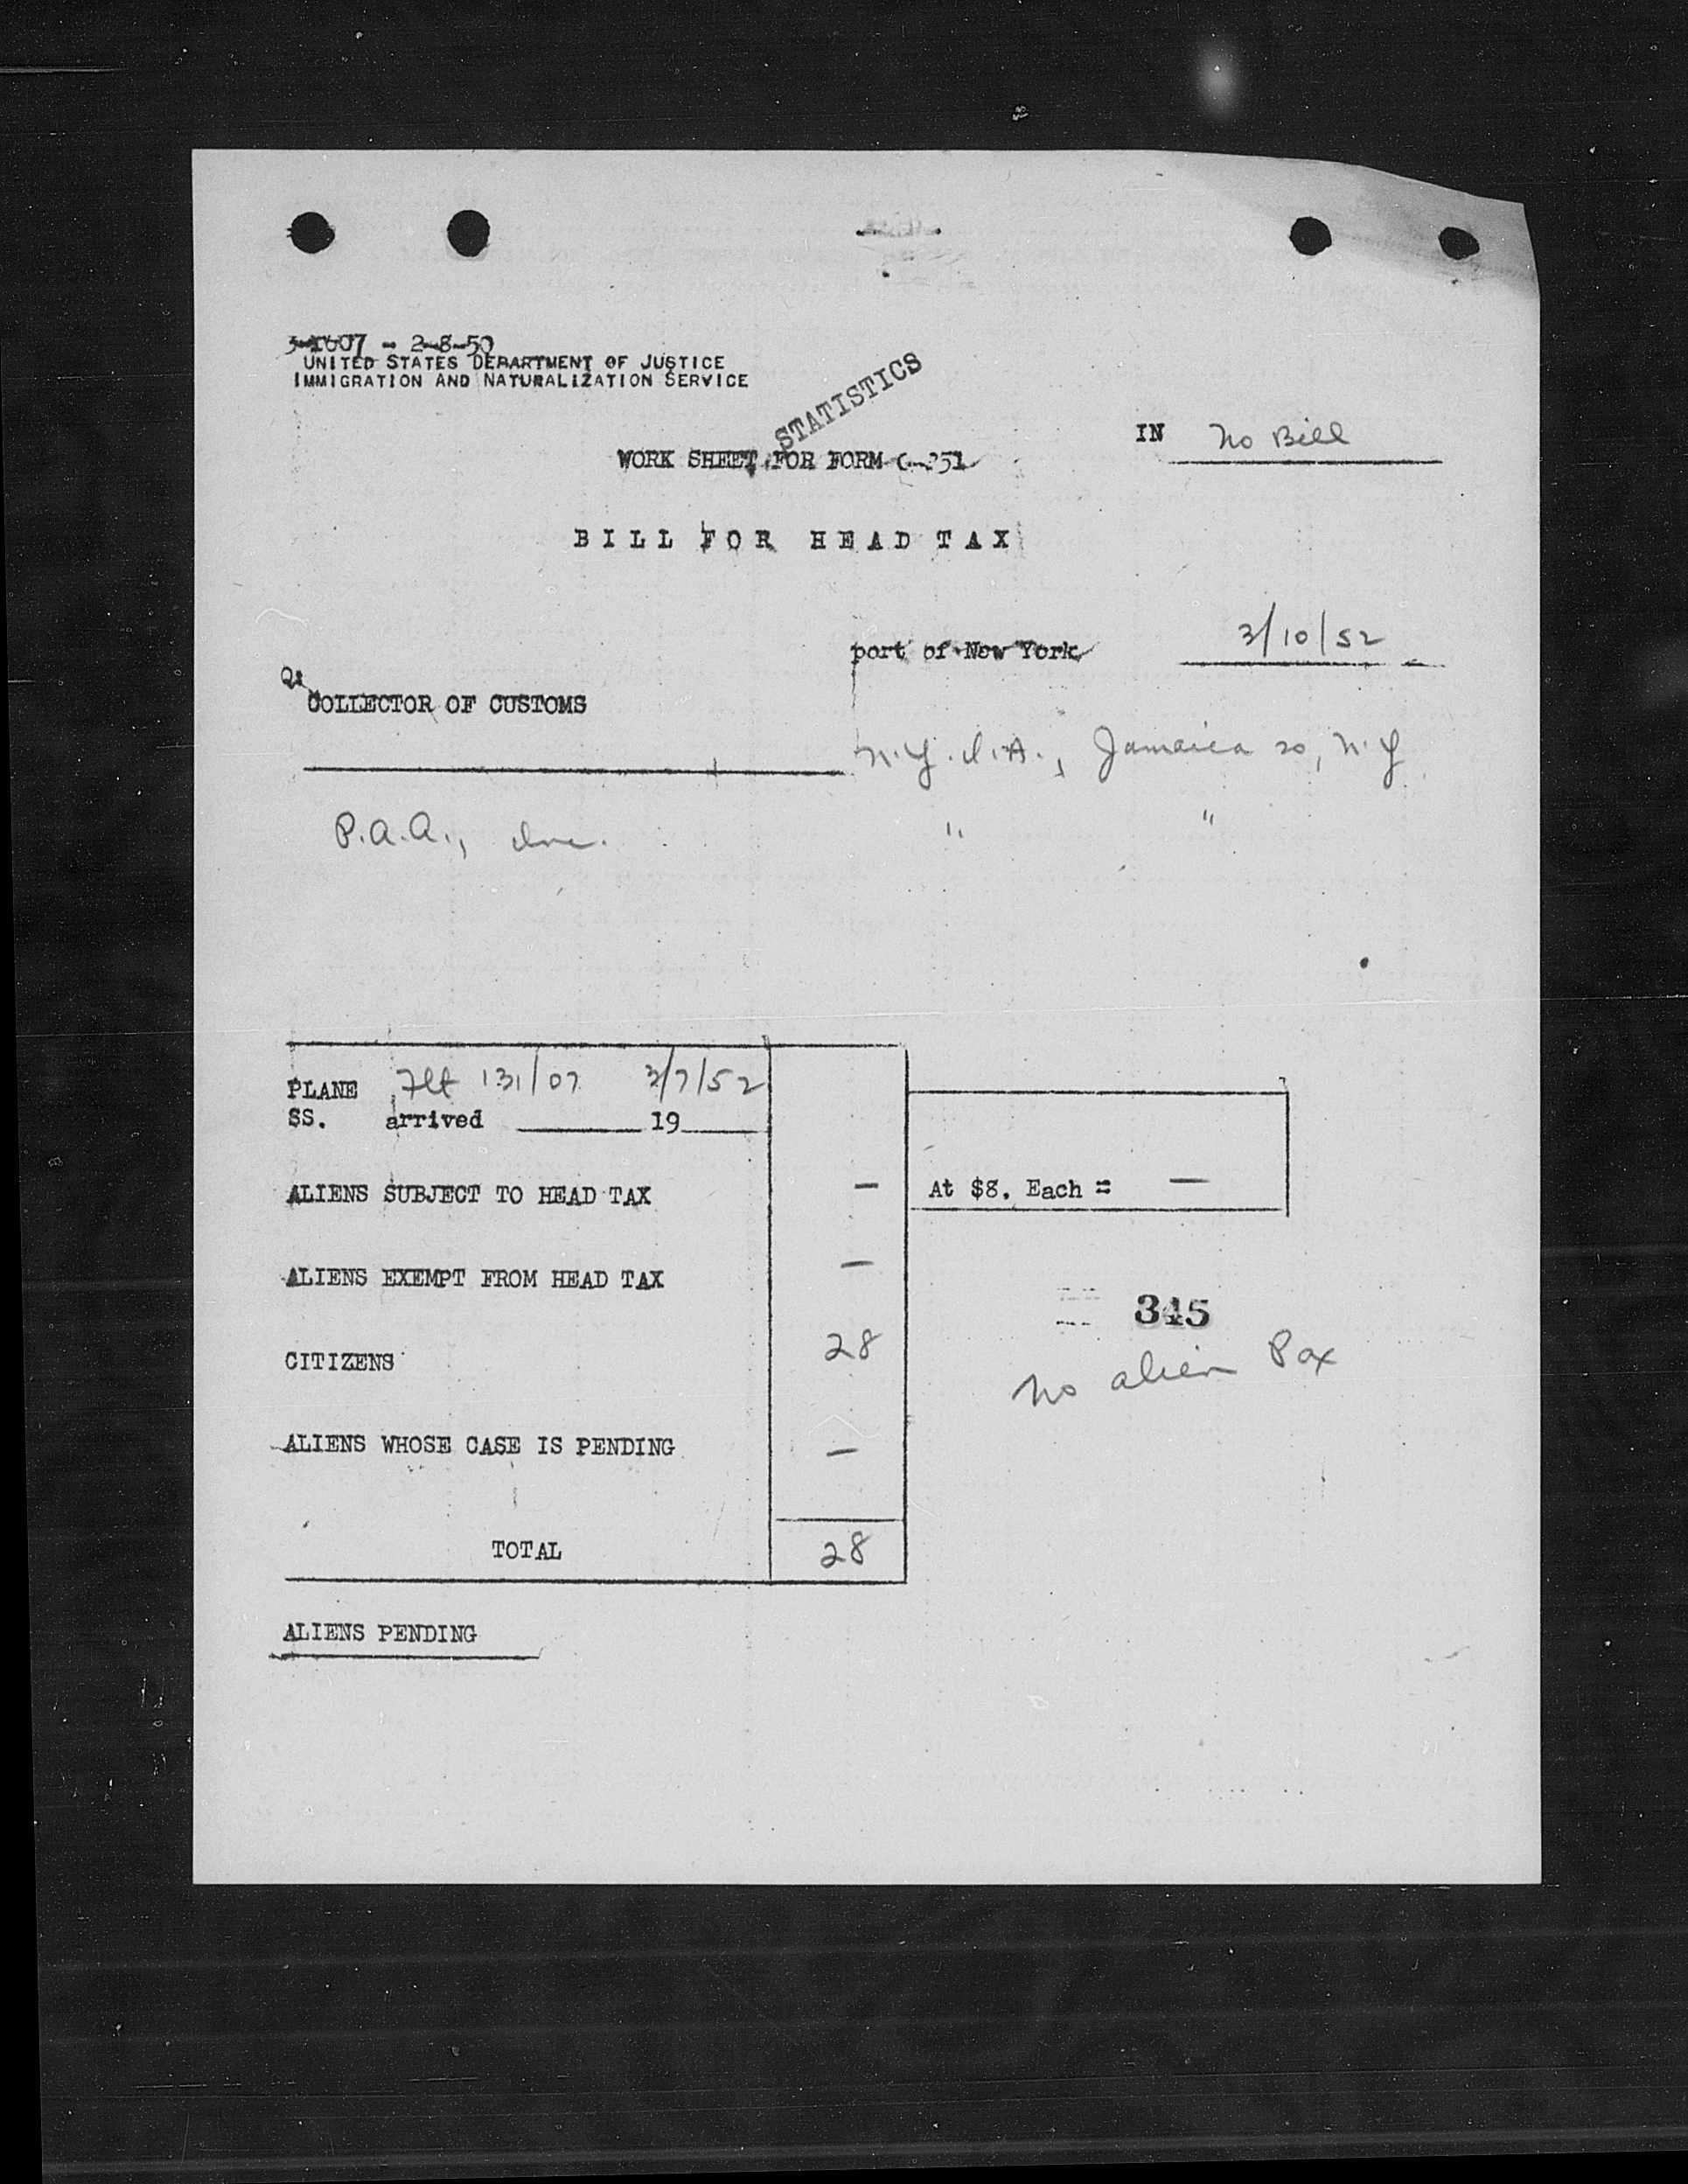 3-1607 - 2-8-50
UNITED STATES DEPARTMENT OF JUSTICE
IMMIGRATION AND NATURALIZATION SERVICE
STATISTICS
IN No Bill
WORK SHEET FOR FORM 251
BILL FOR HEAD TAX
port of New York 3/10/52
COLLECTOR OF CUSTOMS
N.Y.I.A., Jamaica 20, N.Y.
P.A.A., Inc. " "
PLANE Flt 131/07 3/7/52
SS. arrived 19
ALIENS SUBJECT TO HEAD TAX — At $8. Each = —
ALIENS EXEMPT FROM HEAD TAX —
345
CITIZENS 28
No alien Pax
ALIENS WHOSE CASE IS PENDING —
TOTAL 28
ALIENS PENDING